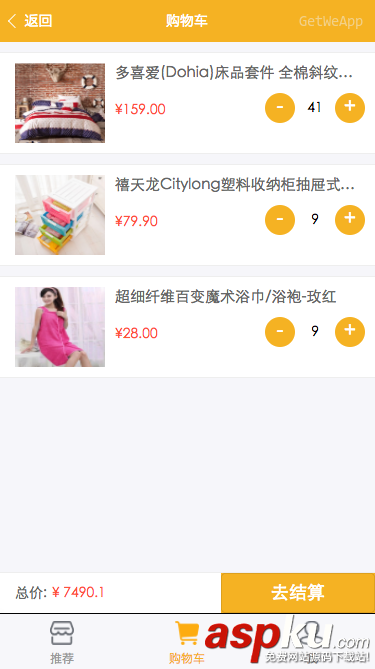 返回 购物车 GetWeApp
多喜爱(Dohia)床品套件 全棉斜纹...
¥159.00 - 41 +
禧天龙Citylong塑料收纳柜抽屉式...
¥79.90 - 9 +
超细纤维百变魔术浴巾/浴袍-玫红
¥28.00 - 9 +
总价: ¥ 7490.1 去结算
推荐 购物车
aspku.com
免费网站源码下载站!